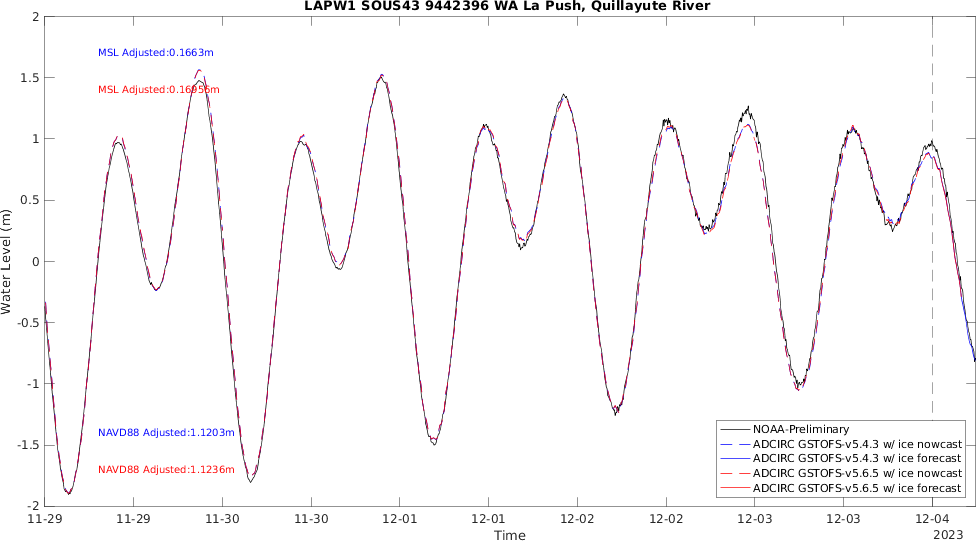 LAPW1 SOUS43 9442396 WA La Push, Quillayute River
2
1.5
1
0.5
0
-0.5
-1
-1.5
-2
Water Level (m)
MSL Adjusted:0.1663m
MSL Adjusted:0.16956m
NAVD88 Adjusted:1.1203m
NAVD88 Adjusted:1.1236m
NOAA-Preliminary
ADCIRC GSTOFS-v5.4.3 w/ ice nowcast
ADCIRC GSTOFS-v5.4.3 w/ ice forecast
ADCIRC GSTOFS-v5.6.5 w/ ice nowcast
ADCIRC GSTOFS-v5.6.5 w/ ice forecast
11-29 11-29 11-30 11-30 12-01 12-01 12-02 12-02 12-03 12-03 12-04
Time
2023